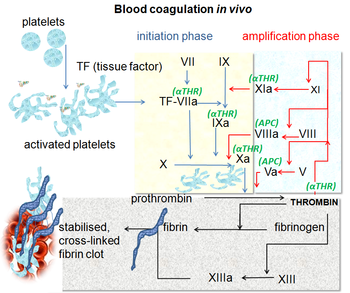 Blood coagulation in vivo
platelets
initiation phase
amplification phase
TF (tissue factor)
VII
IX
(αTHR)
(αTHR)
XIa
XI
TF-VIIa
(αTHR)
IXa
(APC)
VIIIa
VIII
activated platelets
X
Xa
(APC)
Va
V
(αTHR)
prothrombin
THROMBIN
stabilised,
cross-linked
fibrin clot
fibrin
fibrinogen
XIIIa
XIII